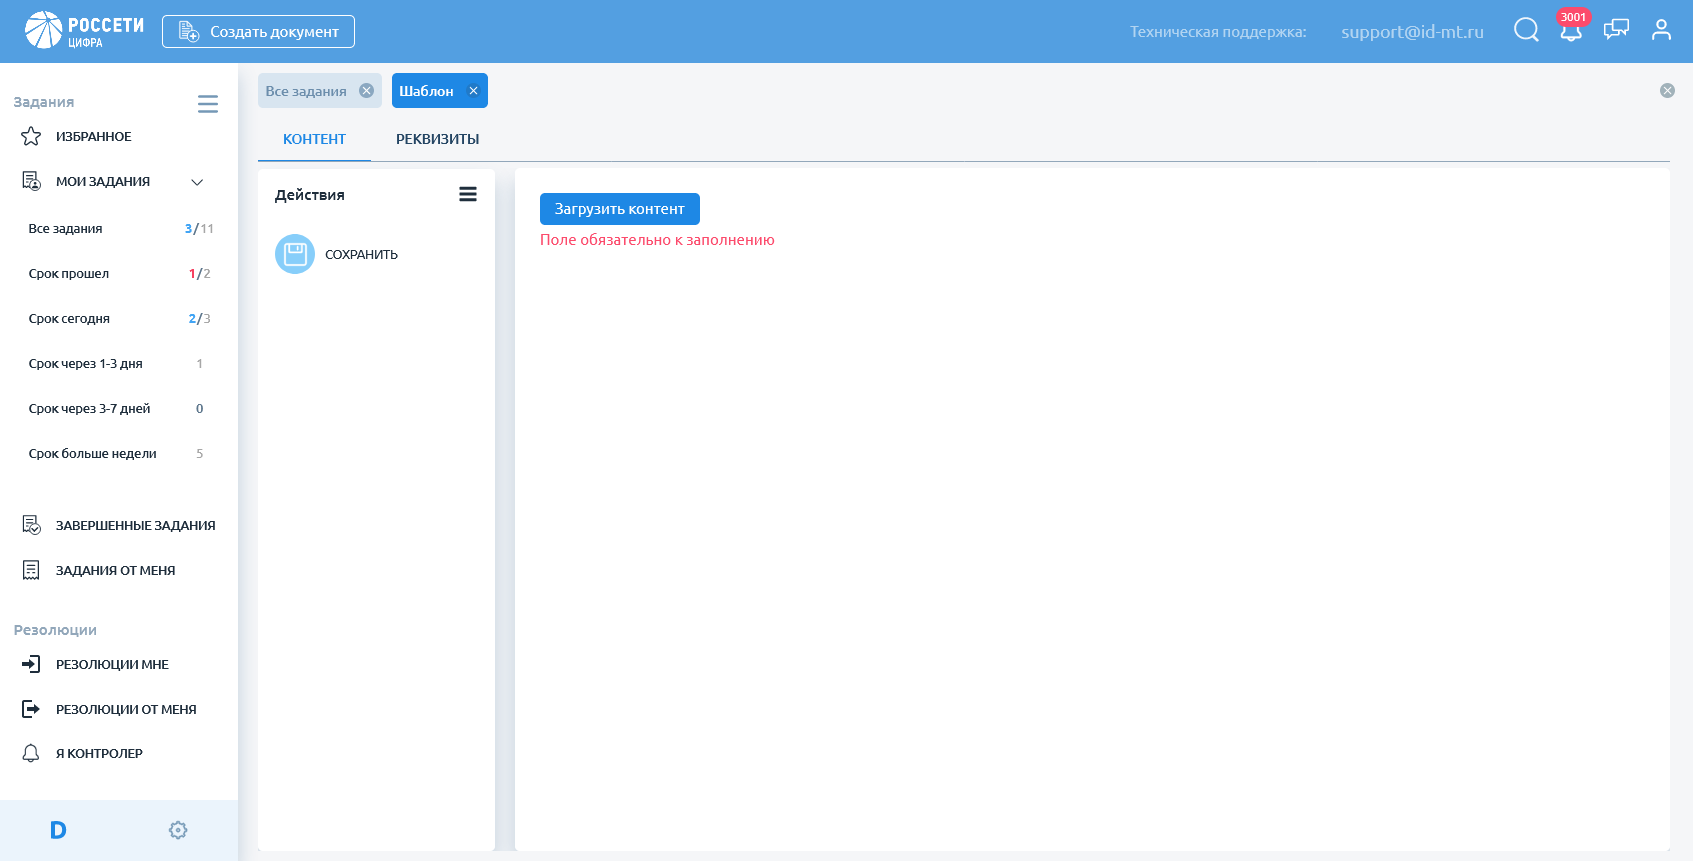 РОССЕТИ
ЦИФРА
Создать документ
Техническая поддержка:
support@id-mt.ru
3001
Задания
ИЗБРАННОЕ
МОИ ЗАДАНИЯ
Все задания 3/11
Срок прошел 1/2
Срок сегодня 2/3
Срок через 1-3 дня 1
Срок через 3-7 дней 0
Срок больше недели 5
ЗАВЕРШЕННЫЕ ЗАДАНИЯ
ЗАДАНИЯ ОТ МЕНЯ
Резолюции
РЕЗОЛЮЦИИ МНЕ
РЕЗОЛЮЦИИ ОТ МЕНЯ
Я КОНТРОЛЕР
D
Все задания
Шаблон
КОНТЕНТ
РЕКВИЗИТЫ
Действия
СОХРАНИТЬ
Загрузить контент
Поле обязательно к заполнению